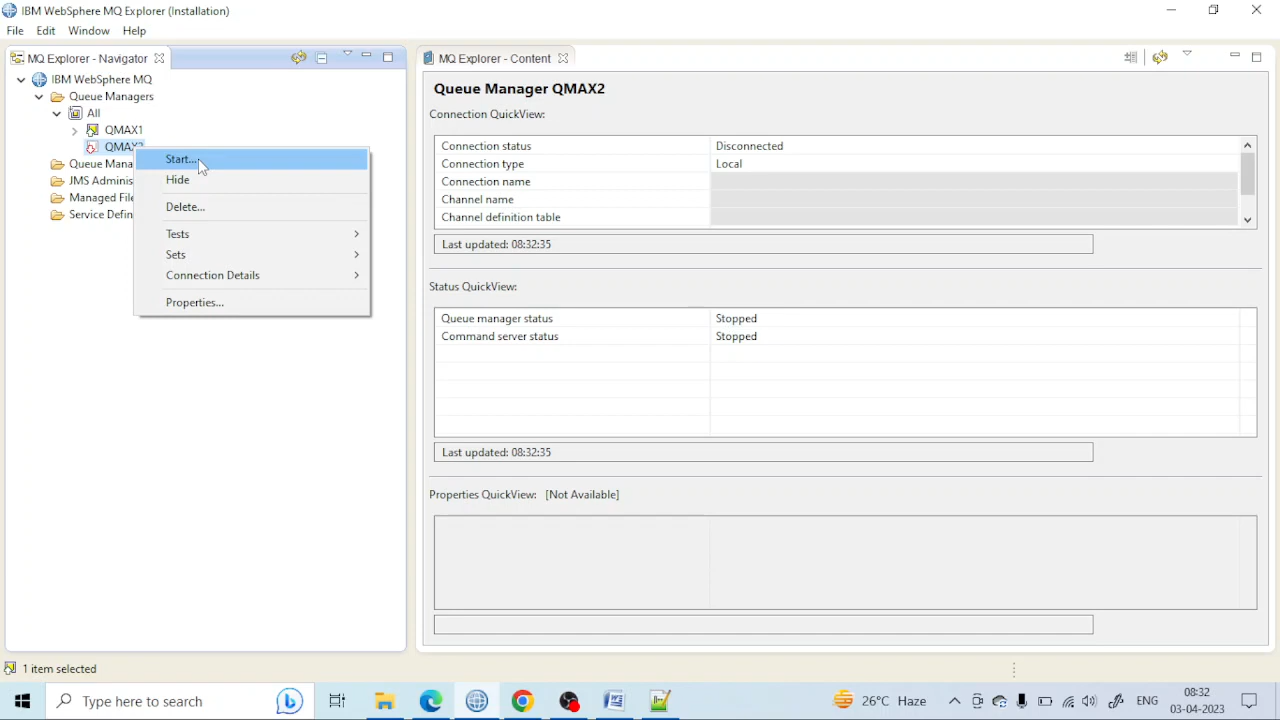 IBM WebSphere MQ Explorer (Installation)
File Edit Window Help
MQ Explorer - Navigator
IBM WebSphere MQ
Queue Managers
All
QMAX1
QMAX2
Queue Mana
JMS Adminis
Managed File
Service Defin
Start...
Hide
Delete...
Tests
Sets
Connection Details
Properties...
MQ Explorer - Content
Queue Manager QMAX2
Connection QuickView:
Connection status Disconnected
Connection type Local
Connection name
Channel name
Channel definition table
Last updated: 08:32:35
Status QuickView:
Queue manager status Stopped
Command server status Stopped
Last updated: 08:32:35
Properties QuickView: [Not Available]
1 item selected
Type here to search
26°C Haze
ENG
08:32
03-04-2023